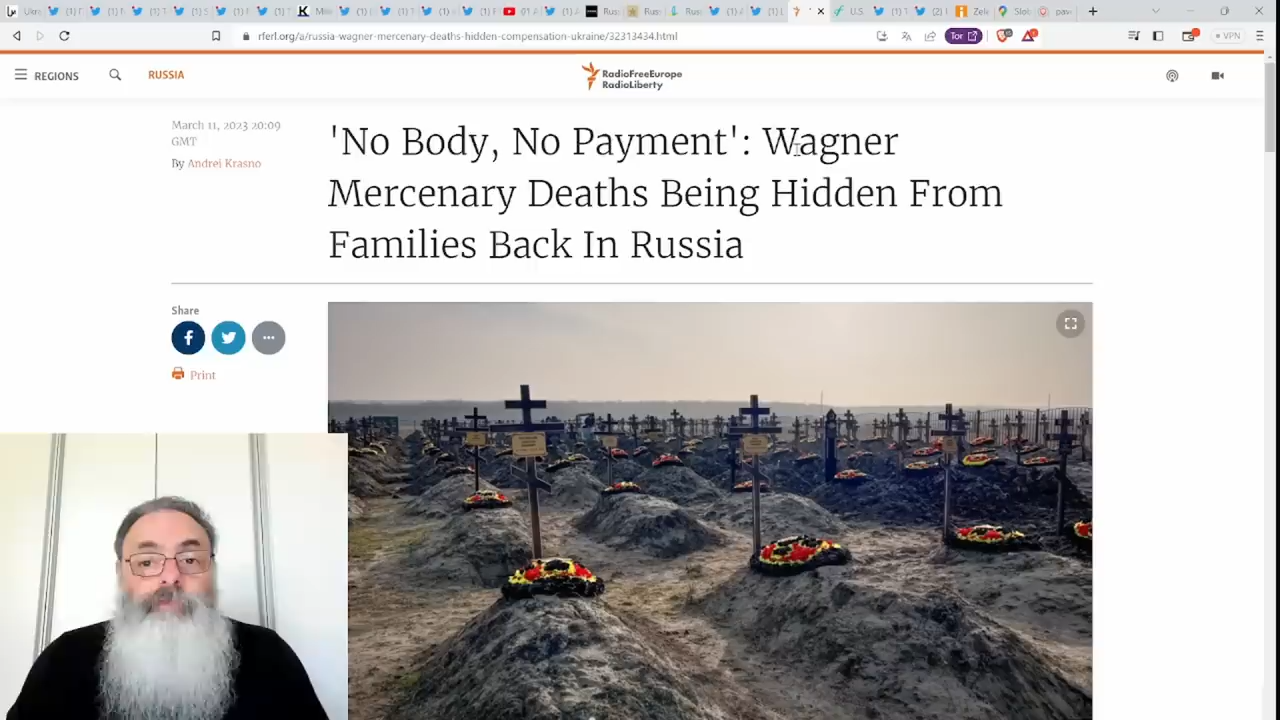 rferl.org/a/russia-wagner-mercenary-deaths-hidden-compensation-ukraine/32313434.html
Tor
VPN
REGIONS
RUSSIA
RadioFreeEurope
RadioLiberty
March 11, 2023 20:09
GMT
By Andrei Krasno
'No Body, No Payment': Wagner
Mercenary Deaths Being Hidden From
Families Back In Russia
Share
Print